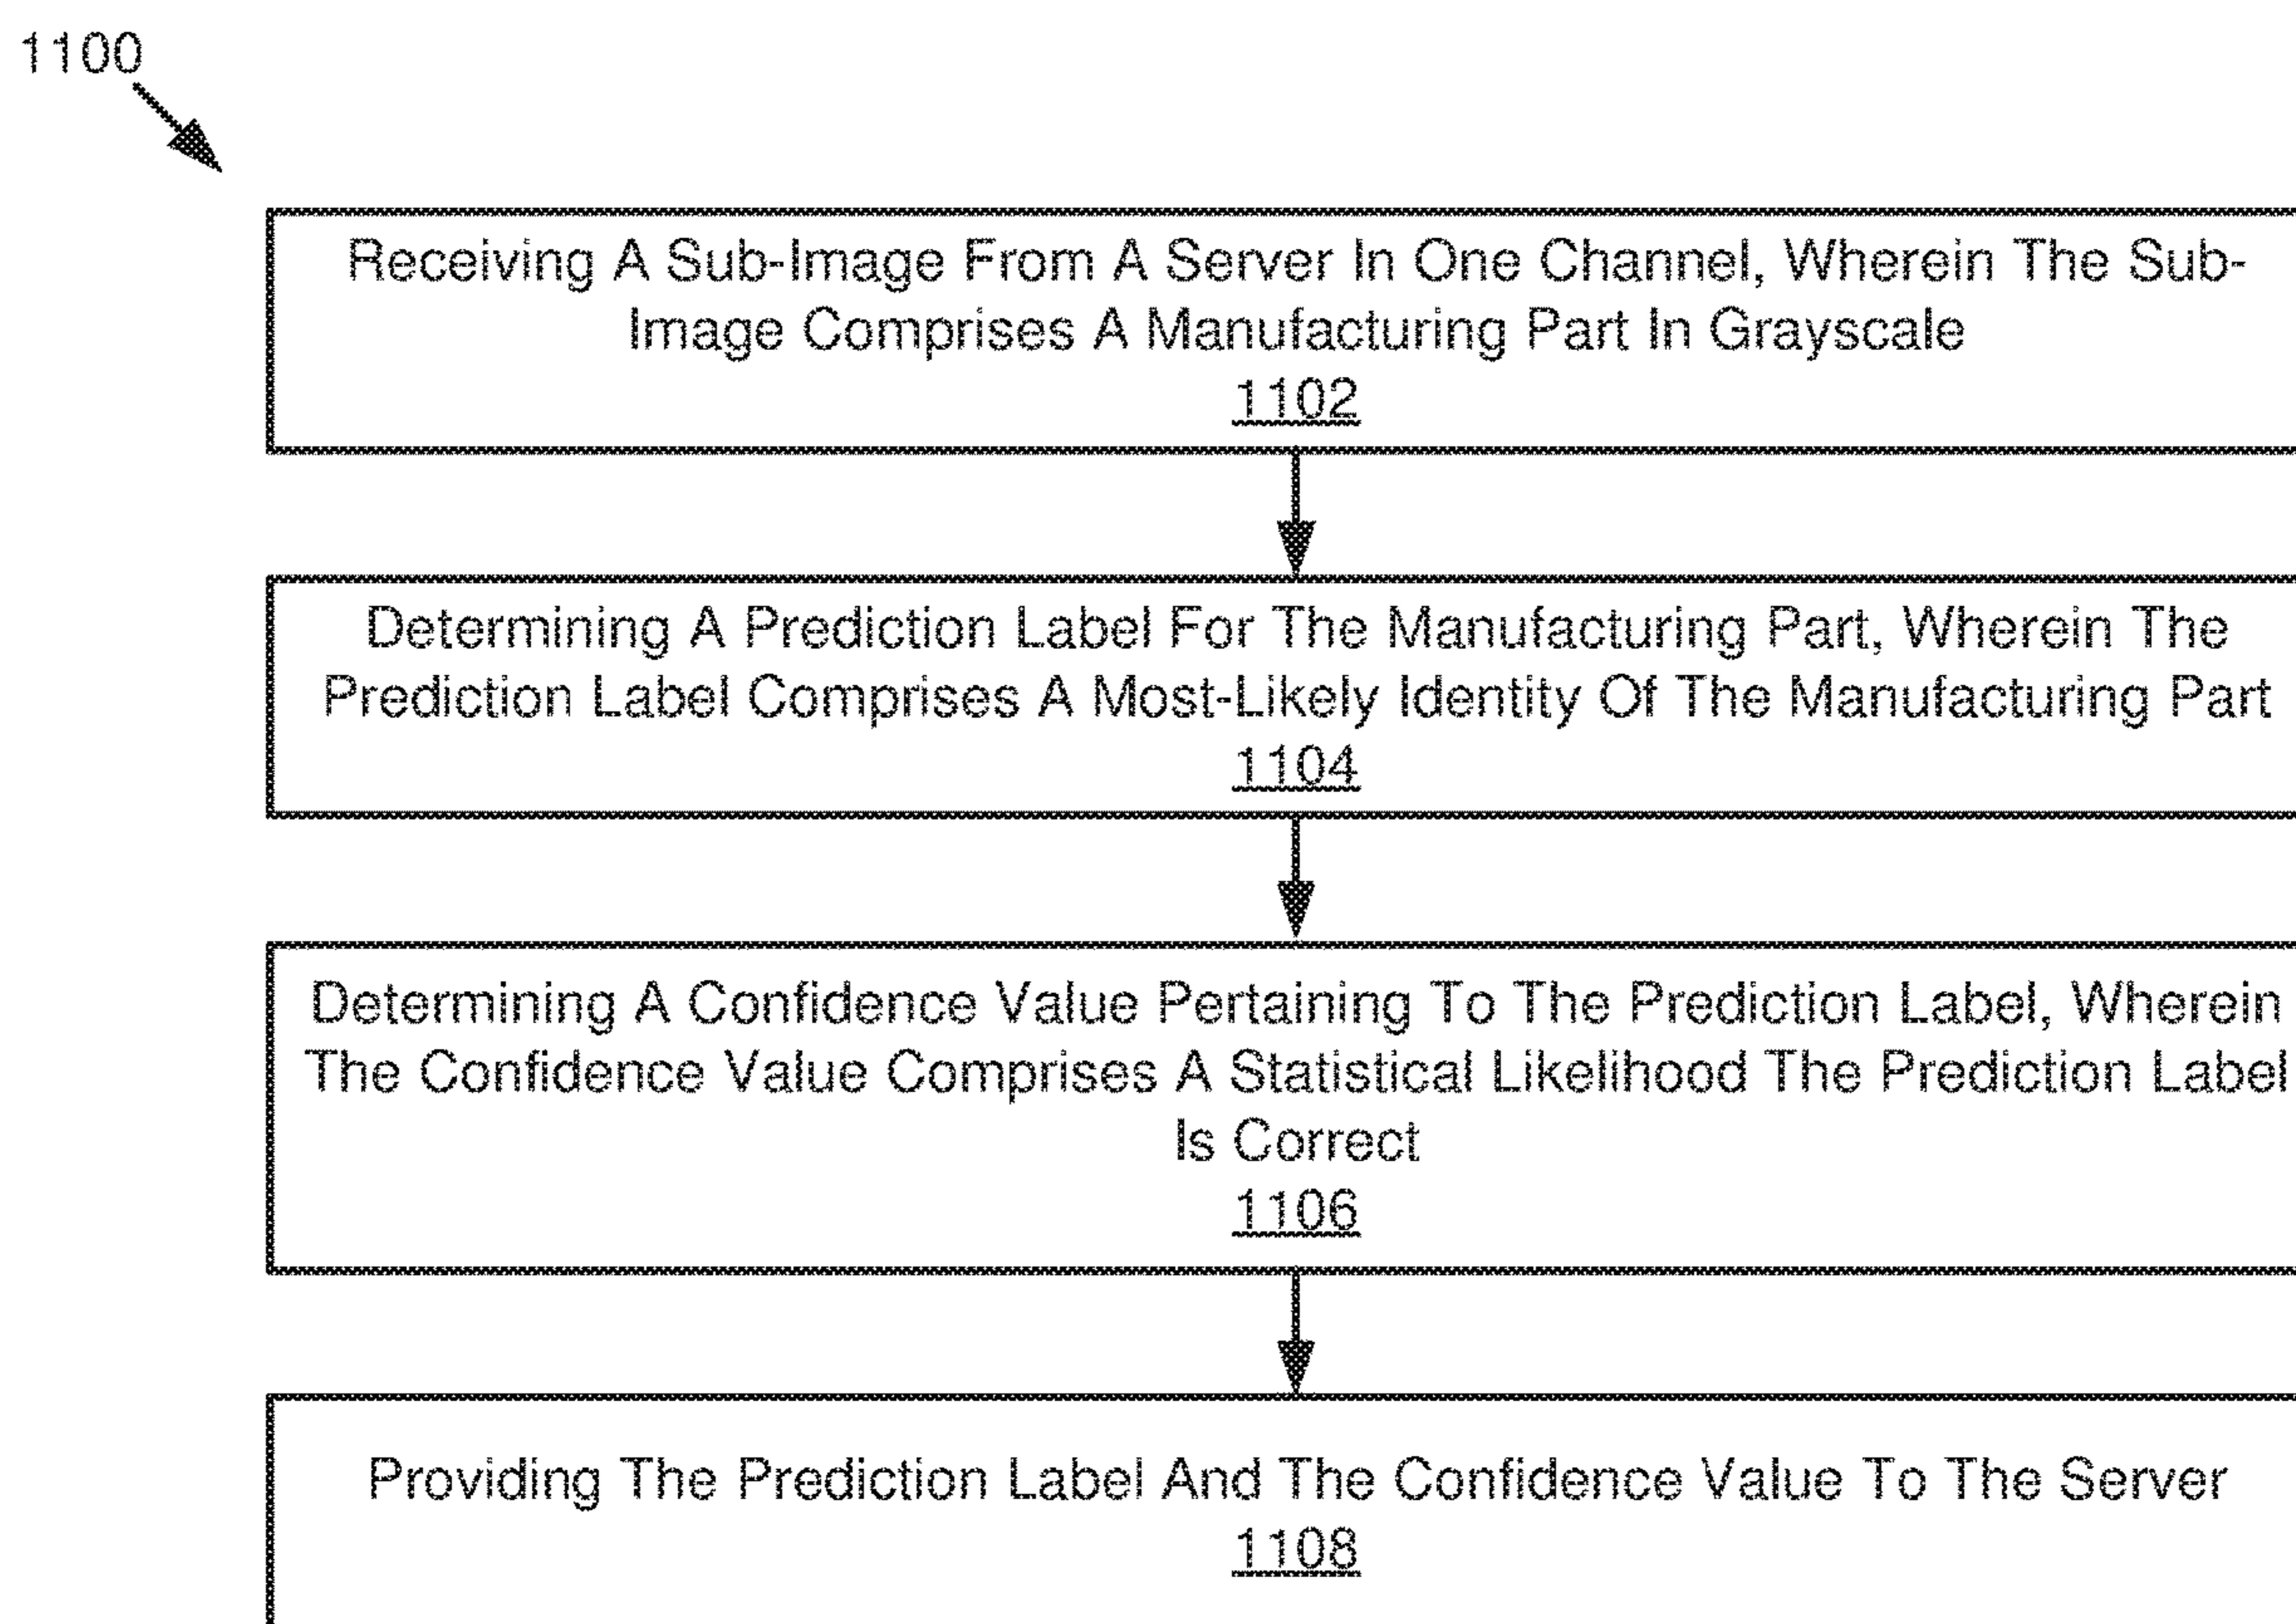 1100
Receiving A Sub-Image From A Server In One Channel, Wherein The Sub-
Image Comprises A Manufacturing Part In Grayscale
1102
Determining A Prediction Label For The Manufacturing Part, Wherein The
Prediction Label Comprises A Most-Likely Identity Of The Manufacturing Part
1104
Determining A Confidence Value Pertaining To The Prediction Label, Wherein
The Confidence Value Comprises A Statistical Likelihood The Prediction Label
Is Correct
1106
Providing The Prediction Label And The Confidence Value To The Server
1108